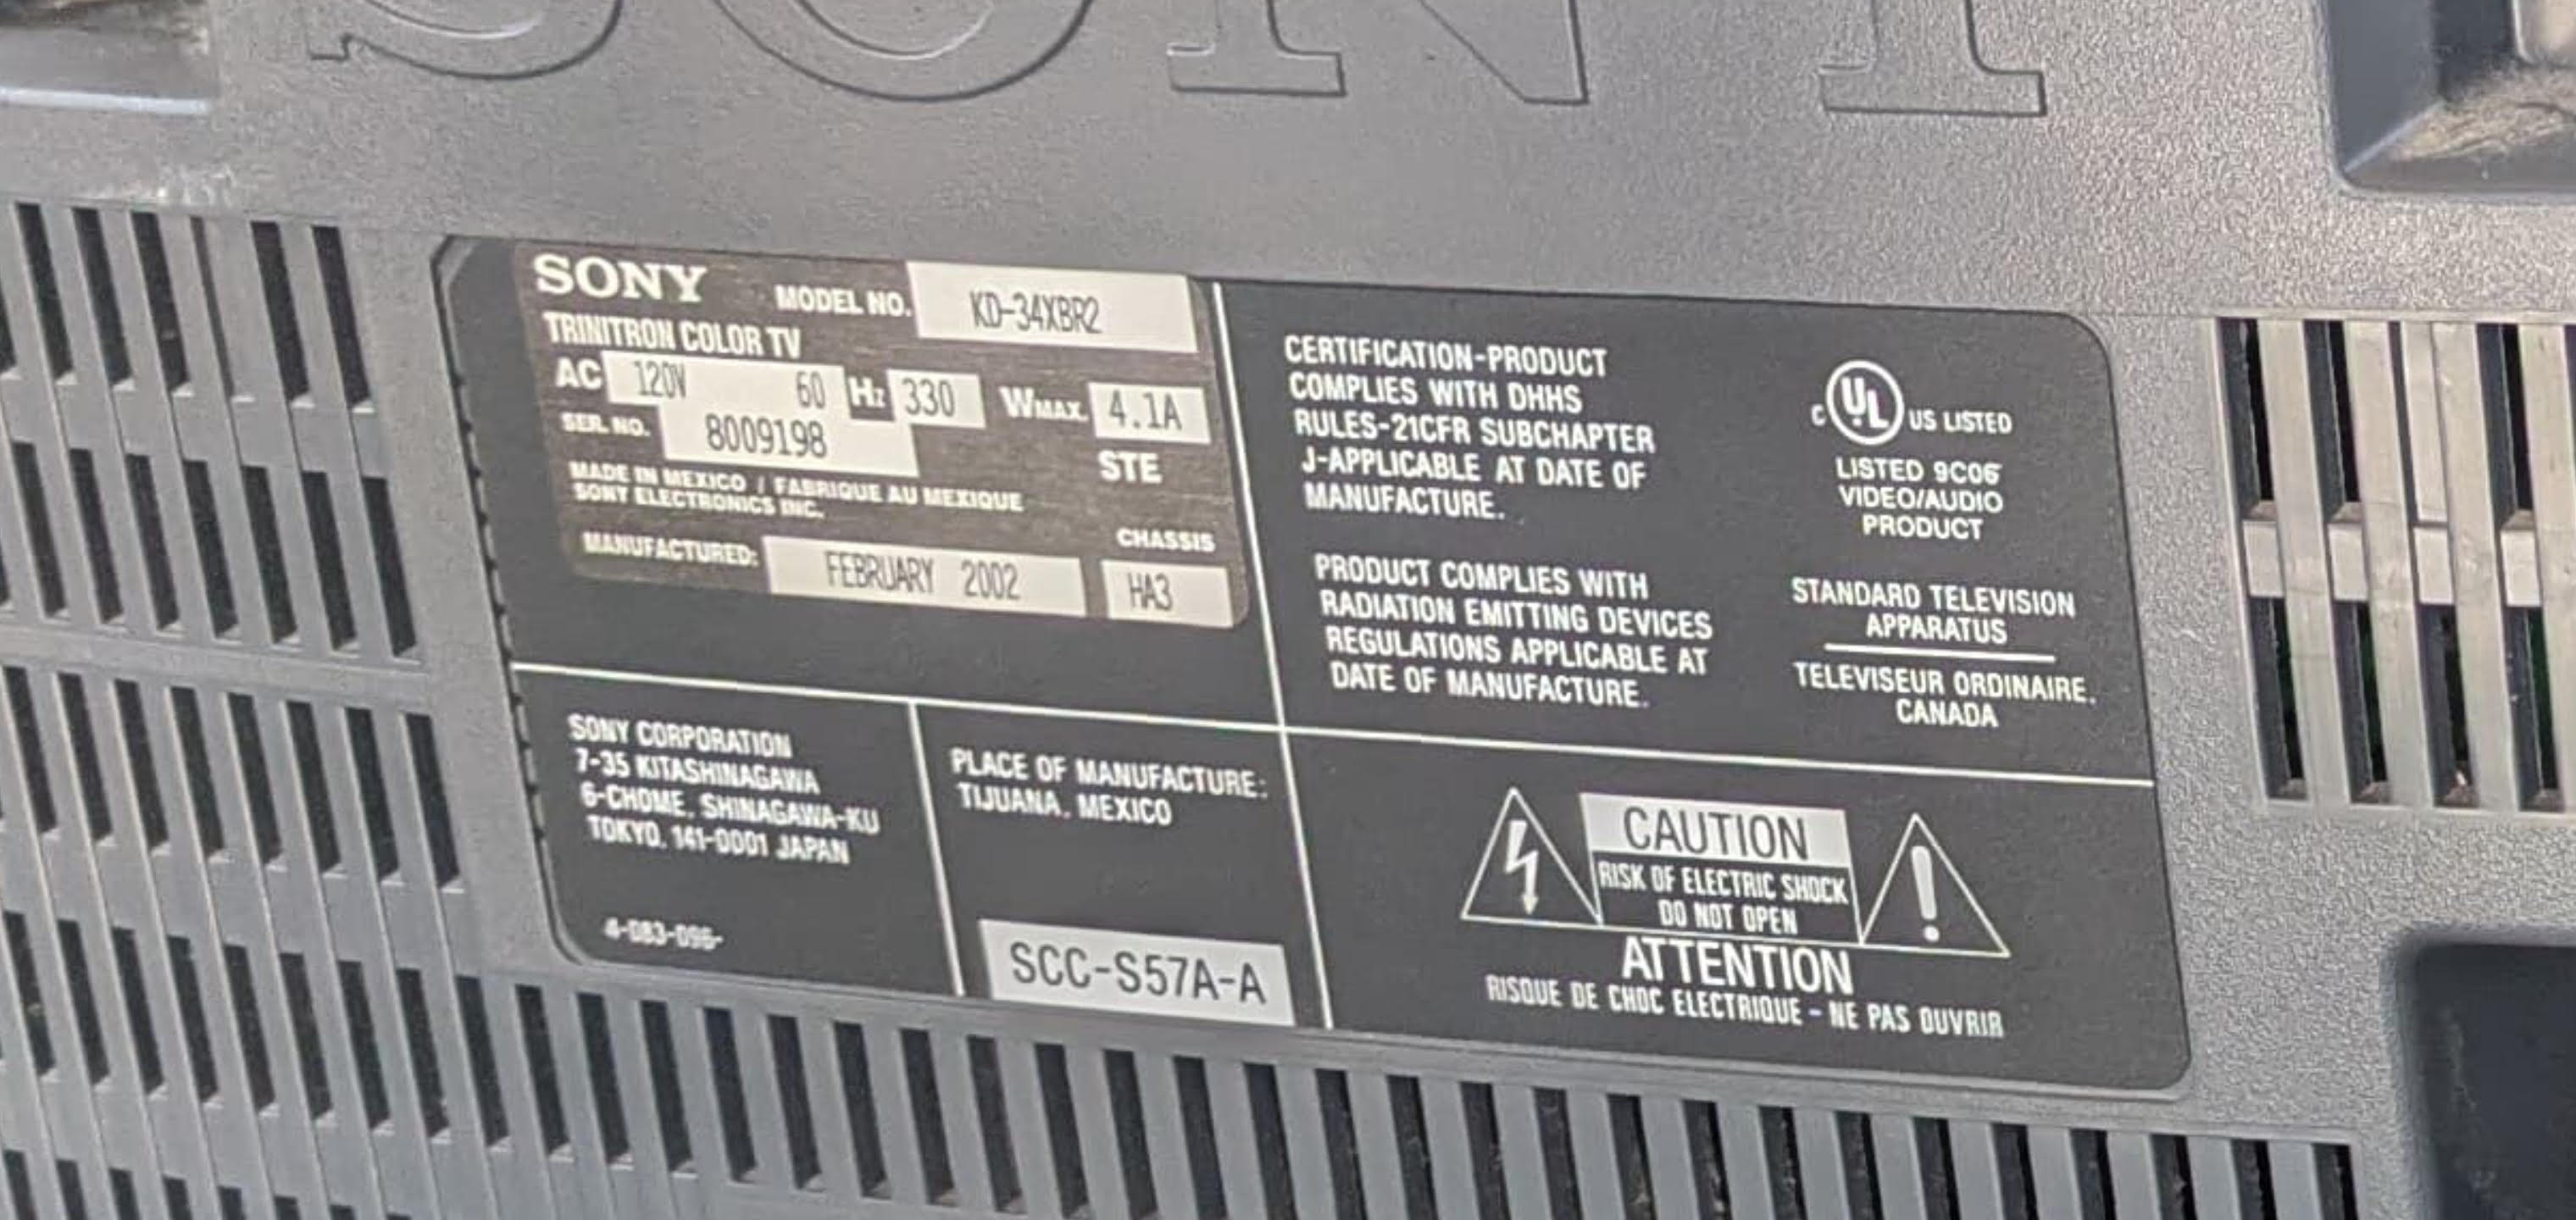 SONY
SONY MODEL NO. KD-34XBR2
TRINITRON COLOR TV
AC 120V 60 Hz 330 WMAX. 4.1A
SER. NO. 8009198
STE
MADE IN MEXICO / FABRIQUE AU MEXIQUE
SONY ELECTRONICS INC.
CHASSIS
MANUFACTURED: FEBRUARY 2002 HA3
CERTIFICATION-PRODUCT
COMPLIES WITH DHHS
RULES-21CFR SUBCHAPTER
J-APPLICABLE AT DATE OF
MANUFACTURE.
PRODUCT COMPLIES WITH
RADIATION EMITTING DEVICES
REGULATIONS APPLICABLE AT
DATE OF MANUFACTURE.
C UL US LISTED
LISTED 9C06
VIDEO/AUDIO
PRODUCT
STANDARD TELEVISION
APPARATUS
TELEVISEUR ORDINAIRE.
CANADA
SONY CORPORATION
7-35 KITASHINAGAWA
6-CHOME, SHINAGAWA-KU
TOKYO, 141-0001 JAPAN
4-083-096-
PLACE OF MANUFACTURE:
TIJUANA, MEXICO
SCC-S57A-A
CAUTION
RISK OF ELECTRIC SHOCK
DO NOT OPEN
ATTENTION
RISQUE DE CHOC ELECTRIQUE - NE PAS OUVRIR